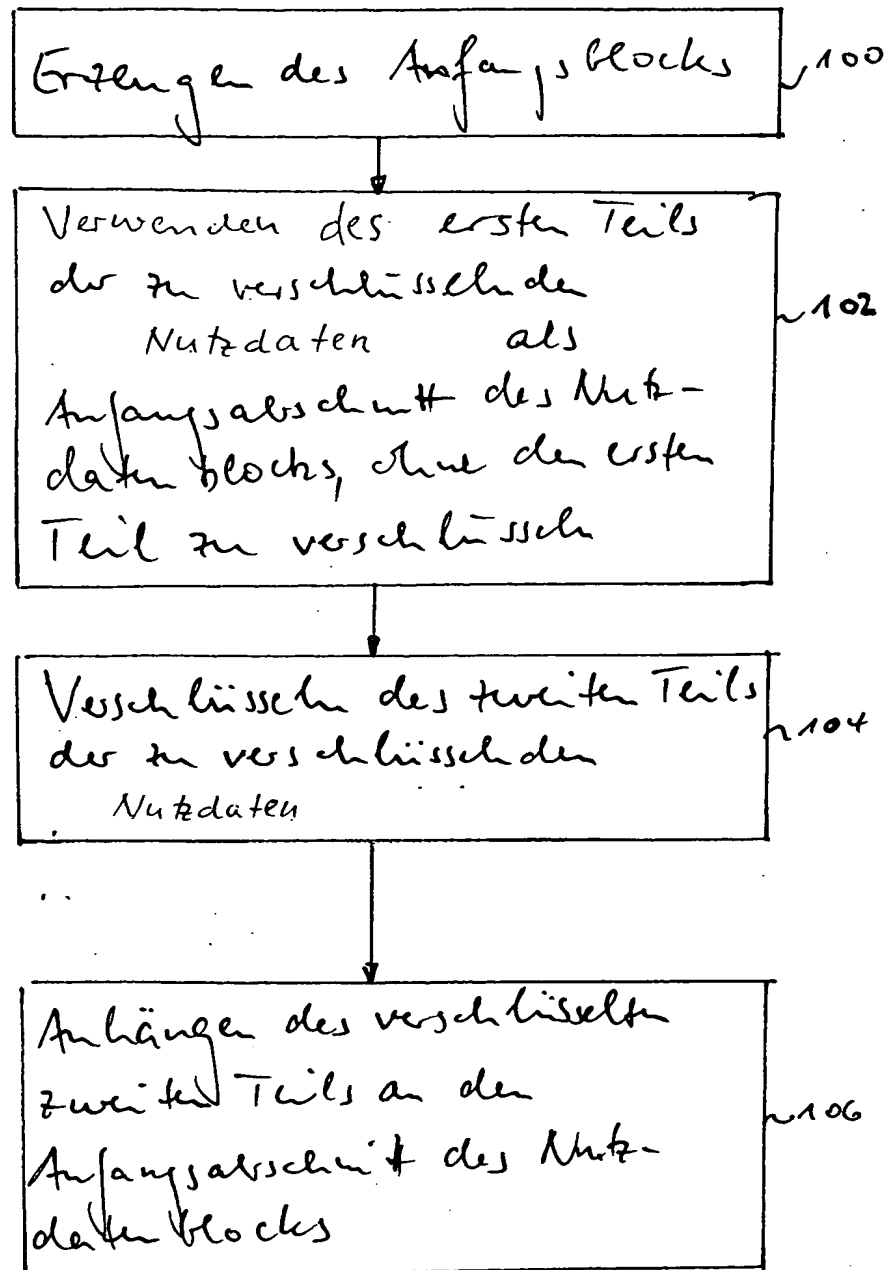 Erzeugen des Anfangsblocks
100
Verwenden des ersten Teils
der zu verschlüsselnden
Nutzdaten als
Anfangsabschnitt des Nutz-
datenblocks, ohne den ersten
Teil zu verschlüsseln
102
Verschlüsseln des zweiten Teils
der zu verschlüsselnden
Nutzdaten
104
Anhängen des verschlüsselten
zweiten Teils an den
Anfangsabschnitt des Nutz-
datenblocks
106